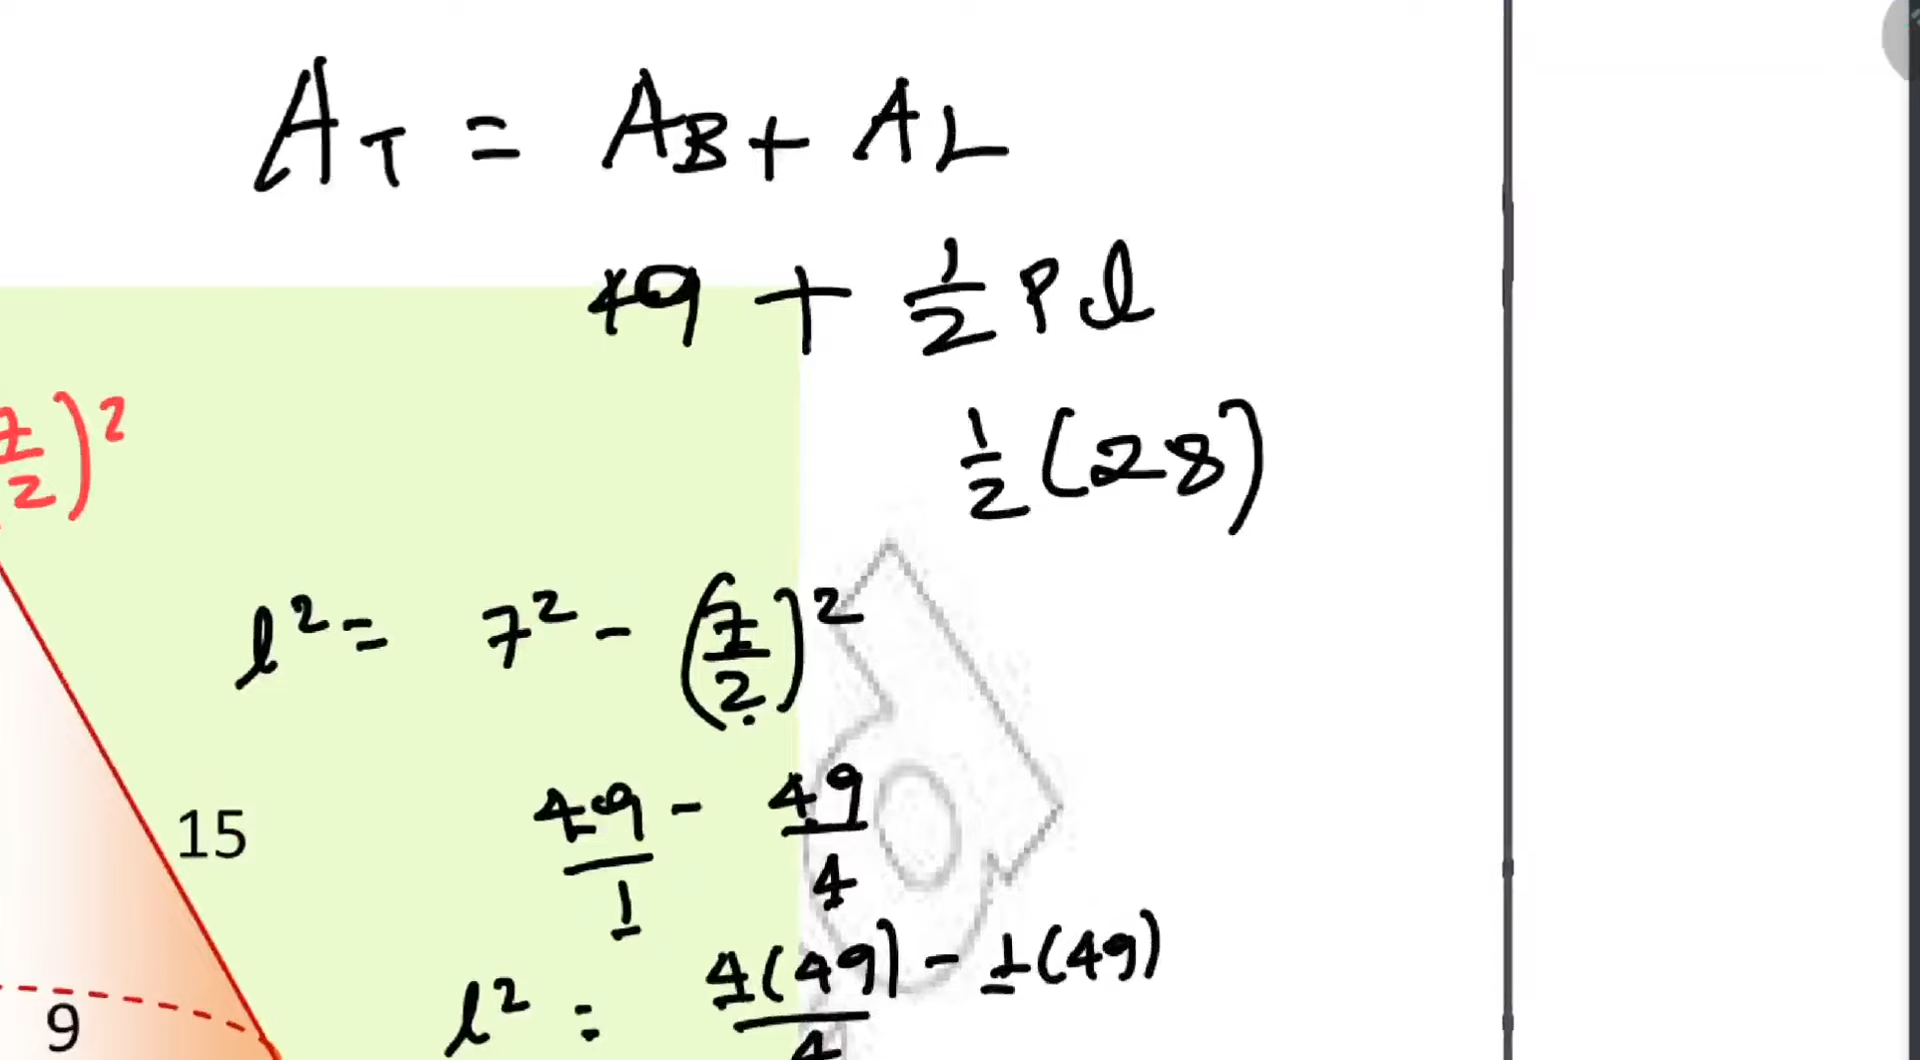 A_T = A_B + A_L
49 + 1/2 P l
7/2)²
1/2 (28)
l² = 7² - (7/2)²
15
49/1 - 49/4
l² = 4(49) - 1(49) / 4
9